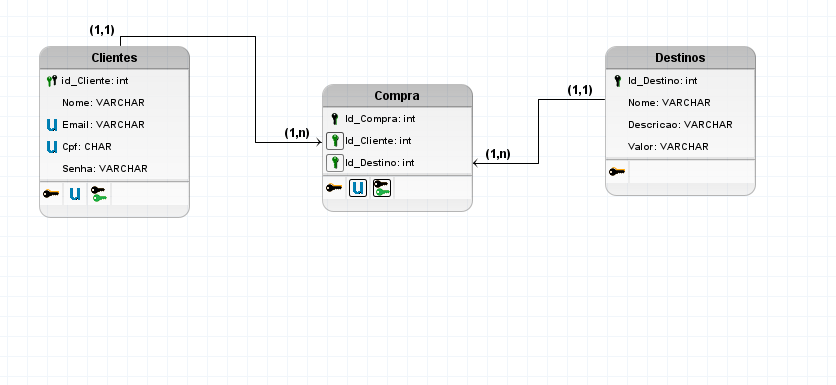 (1,1)
Clientes
id_Cliente: int
Nome: VARCHAR
Email: VARCHAR
Cpf: CHAR
Senha: VARCHAR
(1,n)
Compra
Id_Compra: int
Id_Cliente: int
Id_Destino: int
(1,n)
(1,1)
Destinos
Id_Destino: int
Nome: VARCHAR
Descricao: VARCHAR
Valor: VARCHAR